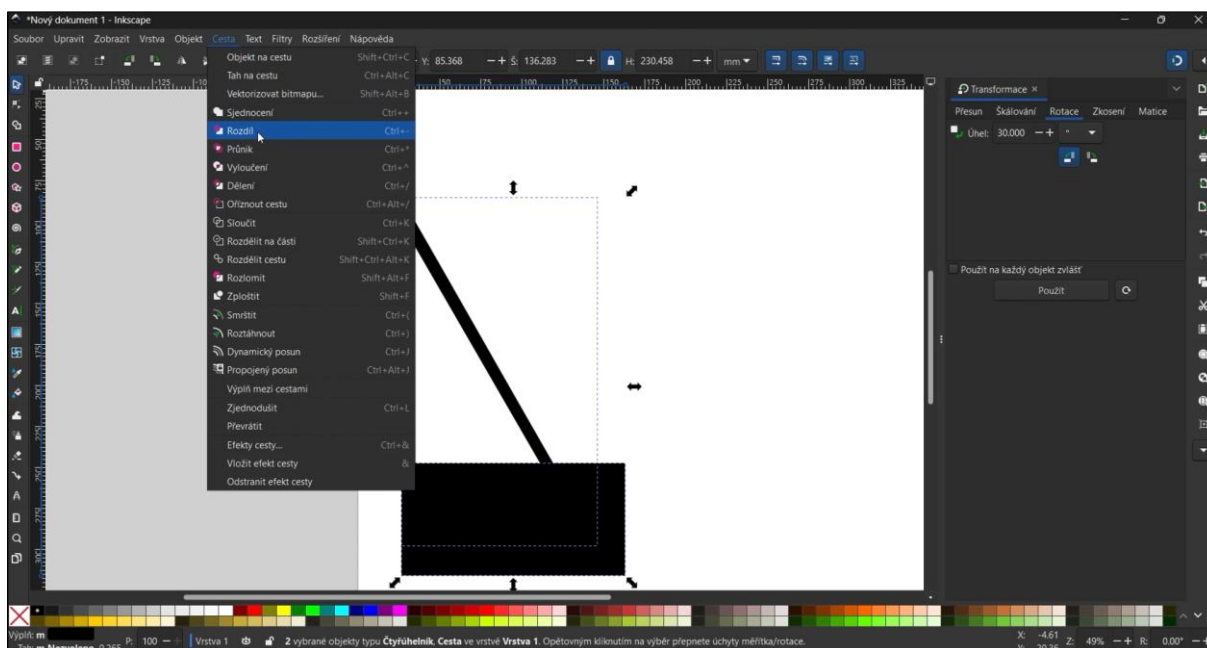 *Nový dokument 1 - Inkscape
Soubor Upravit Zobrazit Vrstva Objekt Cesta Text Filtry Rozšíření Nápověda
Y: 85.368 Š: 136.283 H: 230.458 mm
Objekt na cestu Shift+Ctrl+C
Tah na cestu Ctrl+Alt+C
Vektorizovat bitmapu... Shift+Alt+B
Sjednocení Ctrl++
Rozdíl Ctrl+-
Průnik Ctrl+*
Vyloučení Ctrl+^
Dělení Ctrl+/
Oříznout cestu Ctrl+Alt+/
Sloučit Ctrl+K
Rozdělit na části Shift+Ctrl+K
Rozdělit cestu Shift+Ctrl+Alt+K
Rozlomit Shift+Alt+F
Zploštit Shift+F
Smrštit Ctrl+(
Roztáhnout Ctrl+)
Dynamický posun Ctrl+J
Propojený posun Ctrl+Alt+J
Výplň mezi cestami
Zjednodušit Ctrl+L
Převrátit
Efekty cesty... Ctrl+&
Vložit efekt cesty &
Odstranit efekt cesty
Transformace
Přesun Škálování Rotace Zkosení Matice
Úhel: 30.000 °
Použít na každý objekt zvlášť
Použít
Výplň: m
P: 100 Vrstva 1 2 vybrané objekty typu Čtyřúhelník, Cesta ve vrstvě Vrstva 1. Opětovným kliknutím na výběr přepnete úchyty měřítka/rotace.
X: -4.61 Z: 49% R: 0.00°